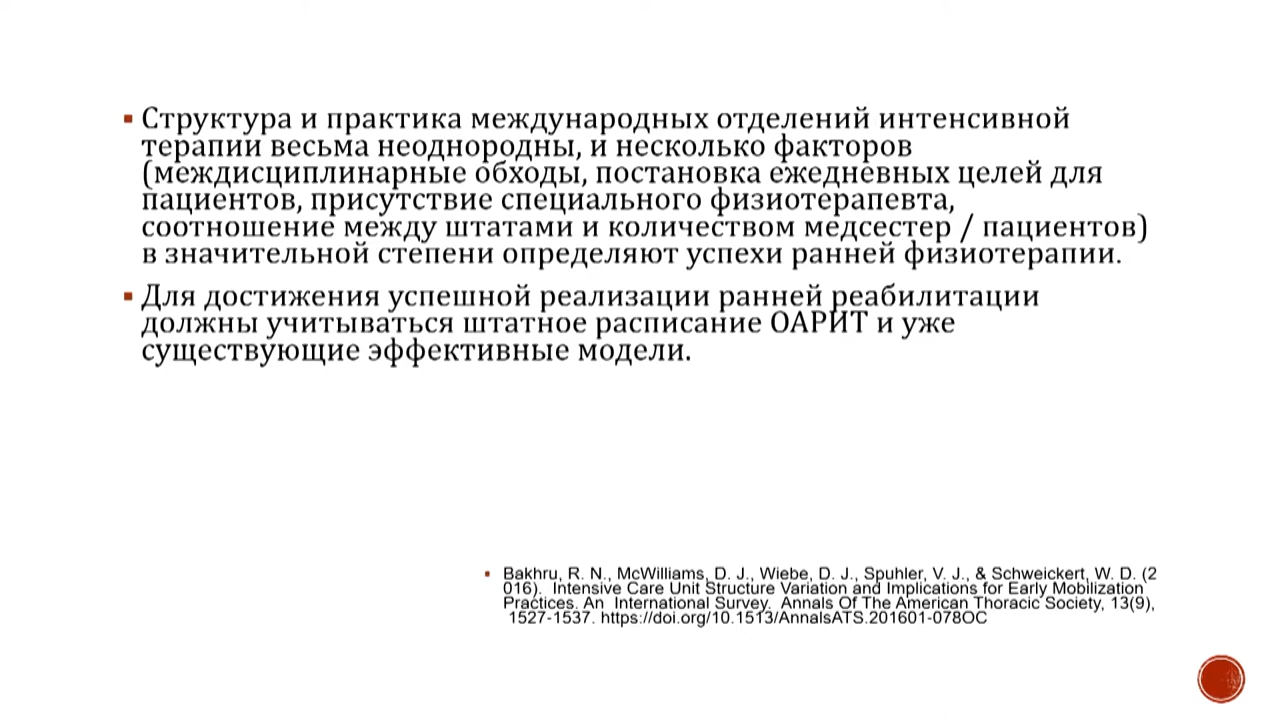 ▪ Структура и практика международных отделений интенсивной
терапии весьма неоднородны, и несколько факторов
(междисциплинарные обходы, постановка ежедневных целей для
пациентов, присутствие специального физиотерапевта,
соотношение между штатами и количеством медсестер / пациентов)
в значительной степени определяют успехи ранней физиотерапии.
▪ Для достижения успешной реализации ранней реабилитации
должны учитываться штатное расписание ОАРИТ и уже
существующие эффективные модели.
▪ Bakhru, R. N., McWilliams, D. J., Wiebe, D. J., Spuhler, V. J., & Schweickert, W. D. (2
016). Intensive Care Unit Structure Variation and Implications for Early Mobilization
Practices. An International Survey. Annals Of The American Thoracic Society, 13(9),
1527-1537. https://doi.org/10.1513/AnnalsATS.201601-078OC